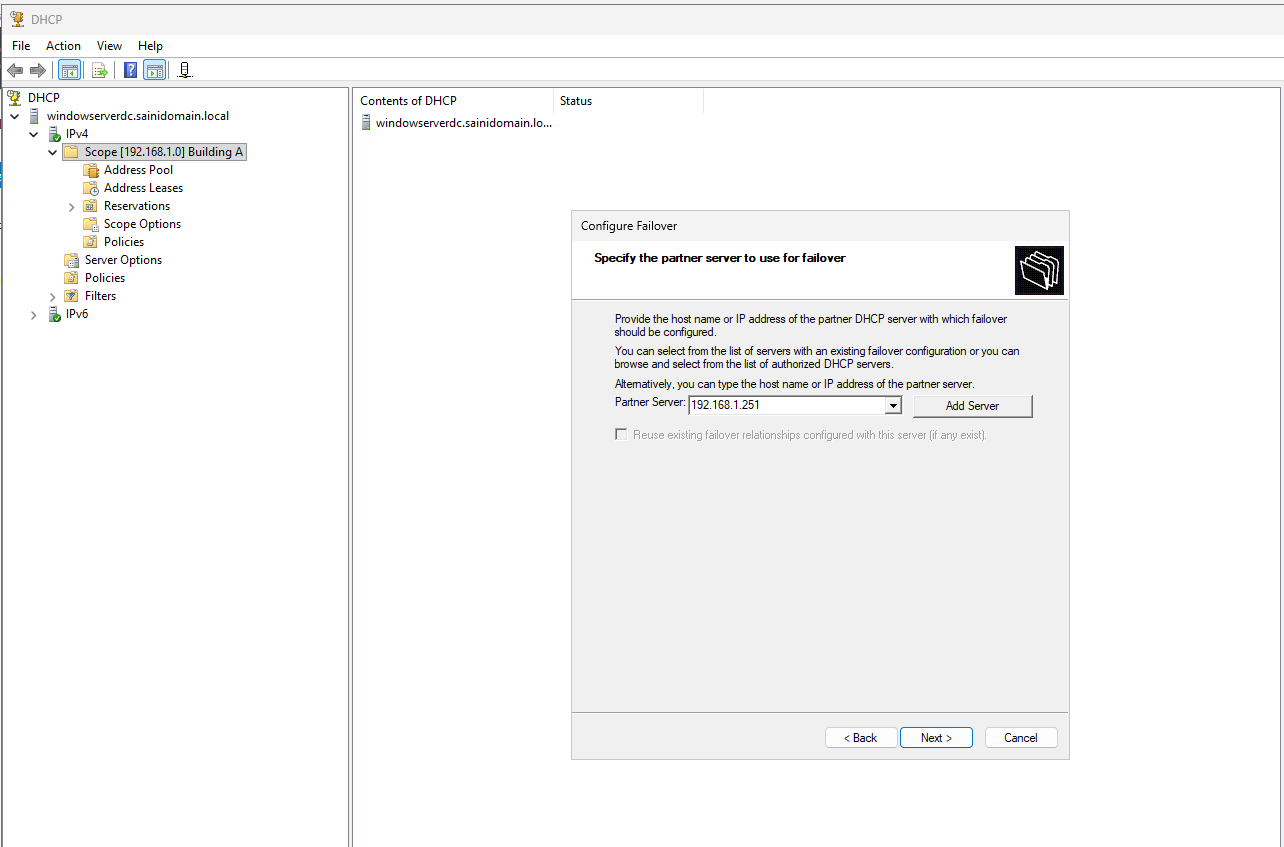 DHCP
File Action View Help
DHCP
windowserverdc.sainidomain.local
IPv4
Scope [192.168.1.0] Building A
Address Pool
Address Leases
Reservations
Scope Options
Policies
Server Options
Policies
Filters
IPv6
Contents of DHCP Status
windowserverdc.sainidomain.lo...
Configure Failover
Specify the partner server to use for failover
Provide the host name or IP address of the partner DHCP server with which failover
should be configured.
You can select from the list of servers with an existing failover configuration or you can
browse and select from the list of authorized DHCP servers.
Alternatively, you can type the host name or IP address of the partner server.
Partner Server: 192.168.1.251 Add Server
Reuse existing failover relationships configured with this server (if any exist).
< Back Next > Cancel